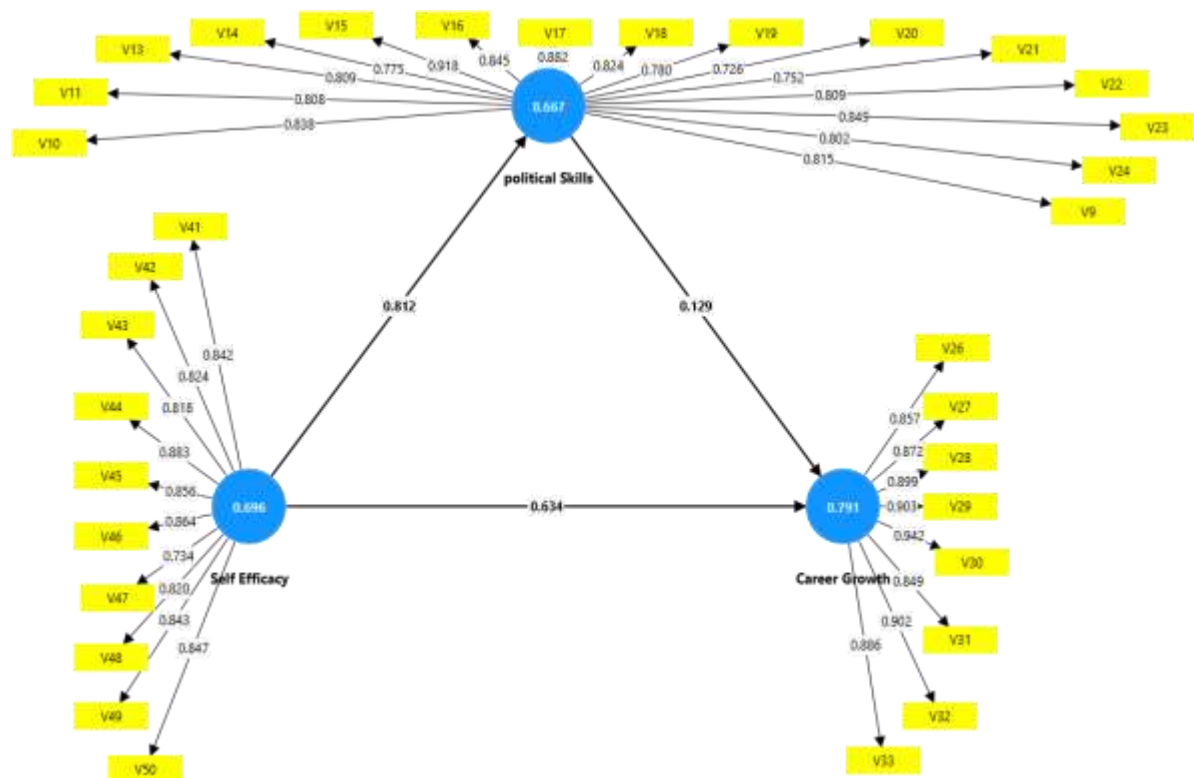 V15
V16
V17
V18
V14
V19
V20
V13
V21
0.918
0.845
0.882
0.824
0.780
0.726
0.775
0.752
0.809
V11
V22
0.808
0.667
0.809
0.849
V23
0.838
V10
0.802
0.815
V24
political Skills
V9
V41
V42
V43
0.812
0.129
0.842
0.824
0.818
V26
V44
0.857
V27
0.883
0.872
V45
V28
0.856
0.899
0.696
0.634
0.791
0.903
V29
0.864
V46
0.942
0.734
V30
Self Efficacy
Career Growth
0.849
0.820
V47
0.843
0.902
V31
0.847
0.886
V48
V49
V32
V50
V33